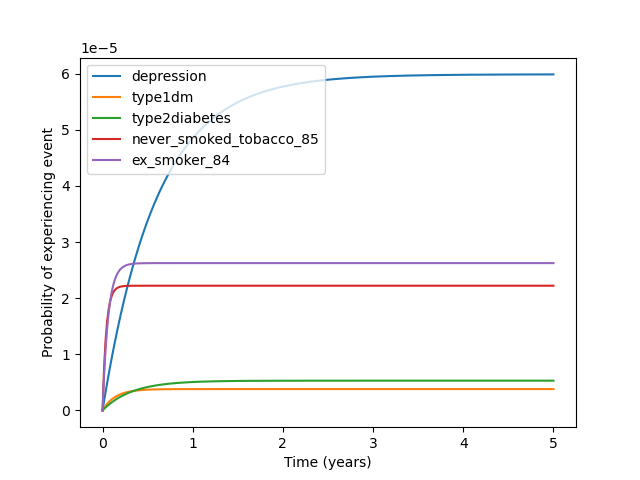 1e−5
6
5
4
3
2
1
0
Probability of experiencing event
depression
type1dm
type2diabetes
never_smoked_tobacco_85
ex_smoker_84
0 1 2 3 4 5
Time (years)